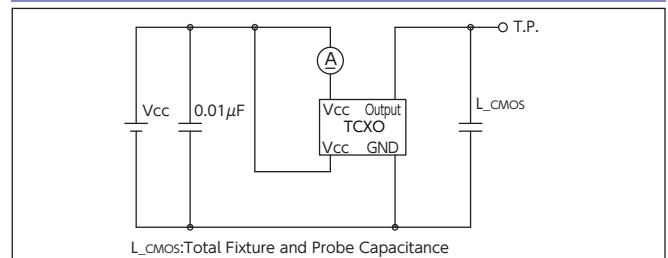 T.P.
A
Vcc 0.01μF
Vcc Output
L_CMOS
TCXO
Vcc GND
L_CMOS:Total Fixture and Probe Capacitance